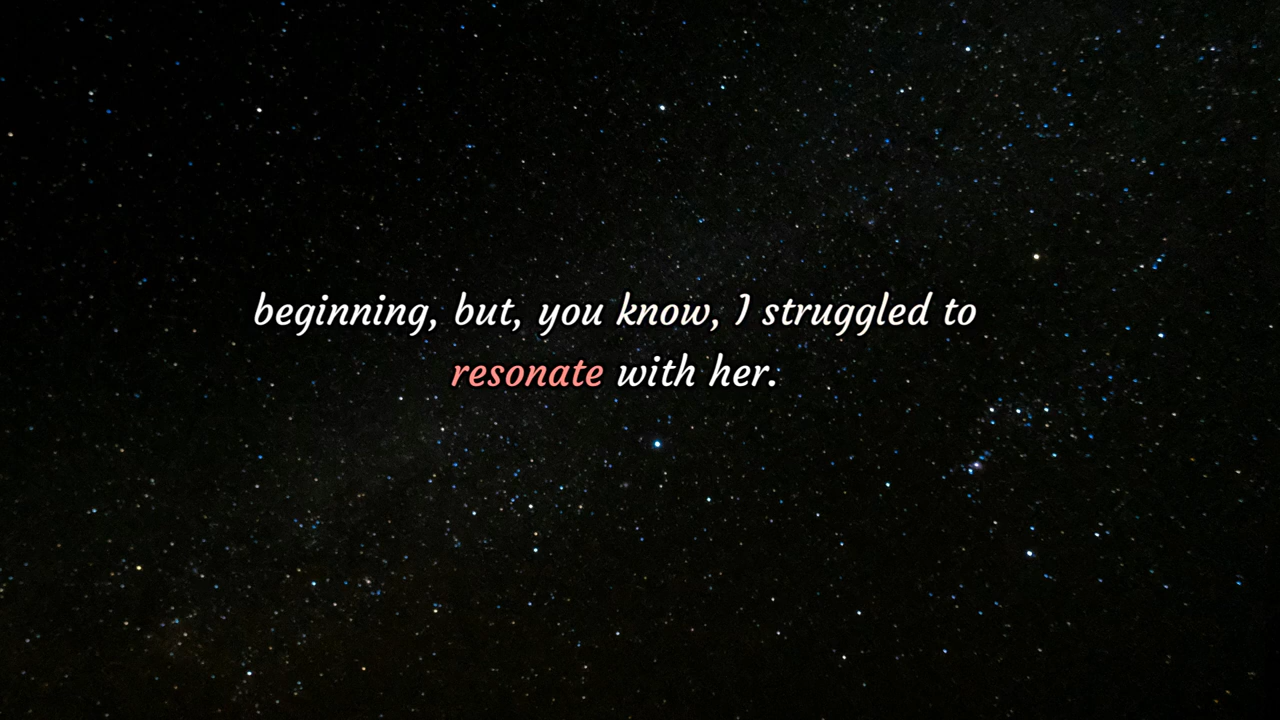 beginning, but, you know, I struggled to
resonate with her.